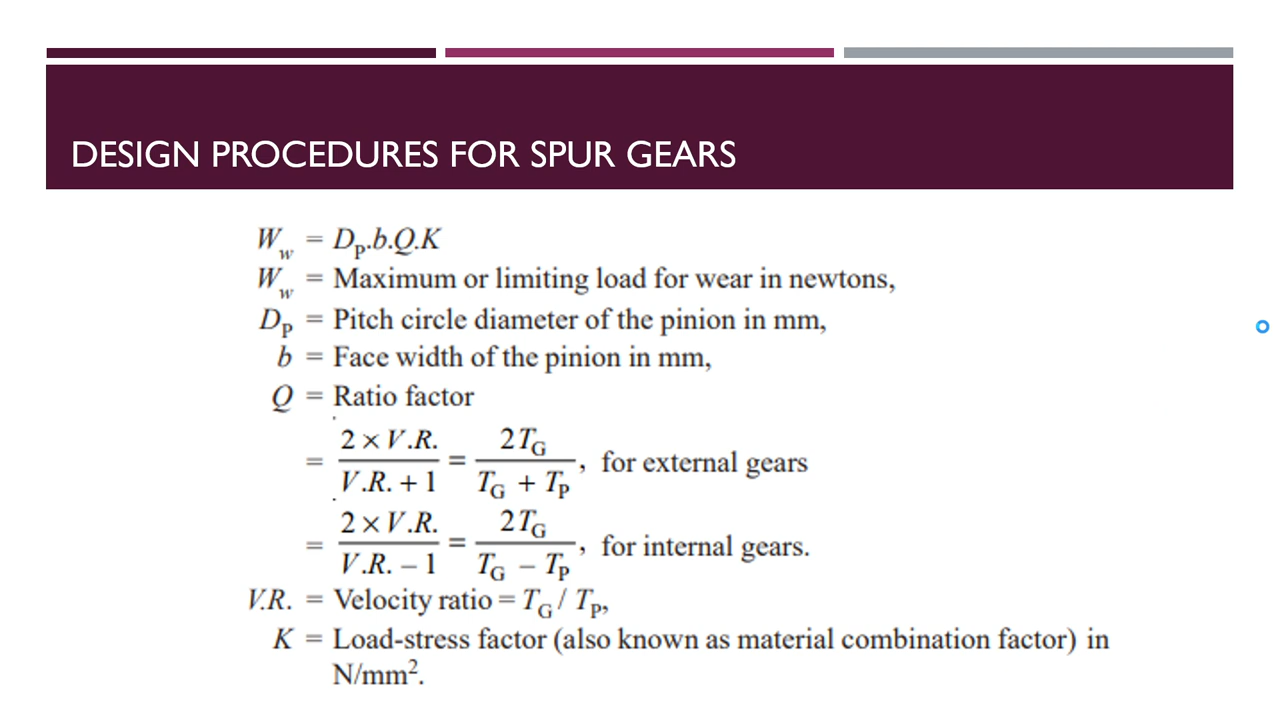 DESIGN PROCEDURES FOR SPUR GEARS
W_w = D_P.b.Q.K
W_w = Maximum or limiting load for wear in newtons,
D_P = Pitch circle diameter of the pinion in mm,
b = Face width of the pinion in mm,
Q = Ratio factor
= (2 × V.R.)/(V.R. + 1) = 2T_G/(T_G + T_P), for external gears
= (2 × V.R.)/(V.R. – 1) = 2T_G/(T_G – T_P), for internal gears.
V.R. = Velocity ratio = T_G / T_P,
K = Load-stress factor (also known as material combination factor) in
N/mm².